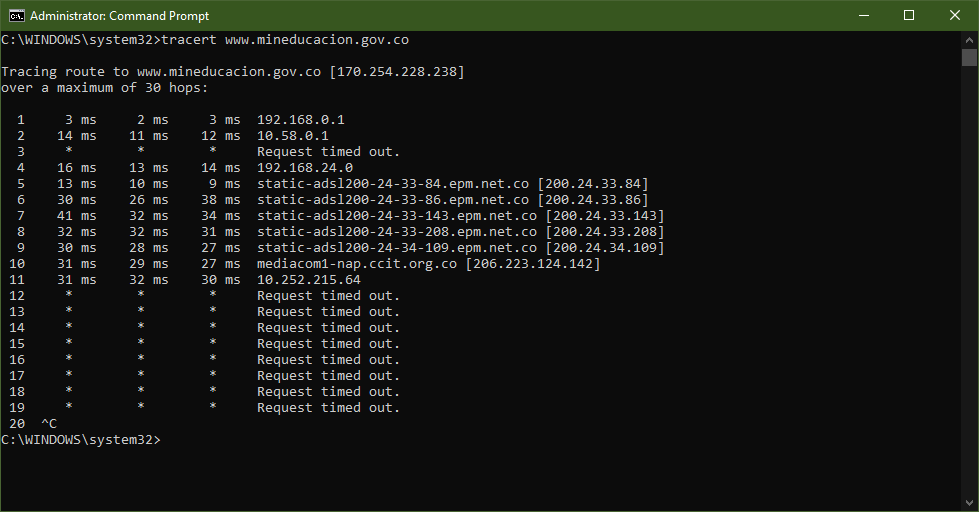 Administrator: Command Prompt
C:\WINDOWS\system32>tracert www.mineducacion.gov.co
Tracing route to www.mineducacion.gov.co [170.254.228.238]
over a maximum of 30 hops:
1 3 ms 2 ms 3 ms 192.168.0.1
2 14 ms 11 ms 12 ms 10.58.0.1
3 * * * Request timed out.
4 16 ms 13 ms 14 ms 192.168.24.0
5 13 ms 10 ms 9 ms static-adsl200-24-33-84.epm.net.co [200.24.33.84]
6 30 ms 26 ms 38 ms static-adsl200-24-33-86.epm.net.co [200.24.33.86]
7 41 ms 32 ms 34 ms static-adsl200-24-33-143.epm.net.co [200.24.33.143]
8 32 ms 32 ms 31 ms static-adsl200-24-33-208.epm.net.co [200.24.33.208]
9 30 ms 28 ms 27 ms static-adsl200-24-34-109.epm.net.co [200.24.34.109]
10 31 ms 29 ms 27 ms mediacom1-nap.ccit.org.co [206.223.124.142]
11 31 ms 32 ms 30 ms 10.252.215.64
12 * * * Request timed out.
13 * * * Request timed out.
14 * * * Request timed out.
15 * * * Request timed out.
16 * * * Request timed out.
17 * * * Request timed out.
18 * * * Request timed out.
19 * * * Request timed out.
20 ^C
C:\WINDOWS\system32>